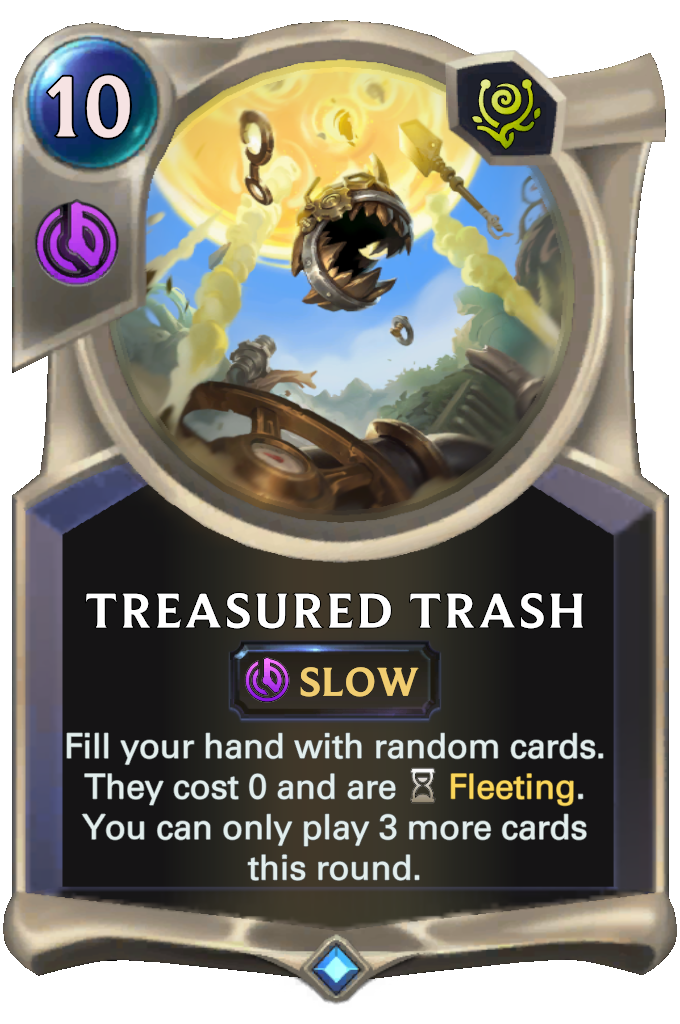 10
TREASURED TRASH
SLOW
Fill your hand with random cards.
They cost 0 and are Fleeting.
You can only play 3 more cards
this round.